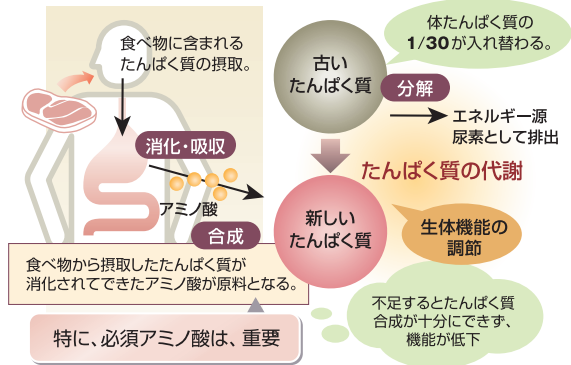 食べ物に含まれる
たんぱく質の摂取。
消化・吸収
アミノ酸
合成
食べ物から摂取したたんぱく質が
消化されてできたアミノ酸が原料となる。
特に、必須アミノ酸は、重要
体たんぱく質の
1/30が入れ替わる。
古い
たんぱく質
分解
エネルギー源
尿素として排出
たんぱく質の代謝
新しい
たんぱく質
生体機能の
調節
不足するとたんぱく質
合成が十分にできず、
機能が低下